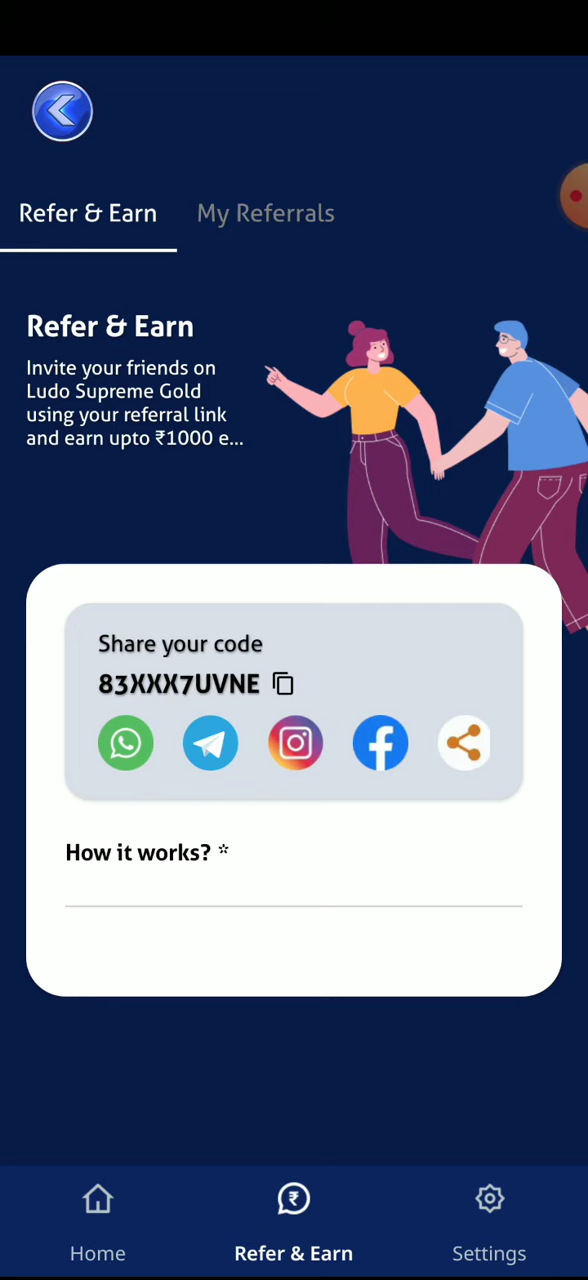 Refer & Earn
My Referrals
Refer & Earn
Invite your friends on
Ludo Supreme Gold
using your referral link
and earn upto ₹1000 e...
Share your code
83XXX7UVNE
How it works? *
Home
Refer & Earn
Settings